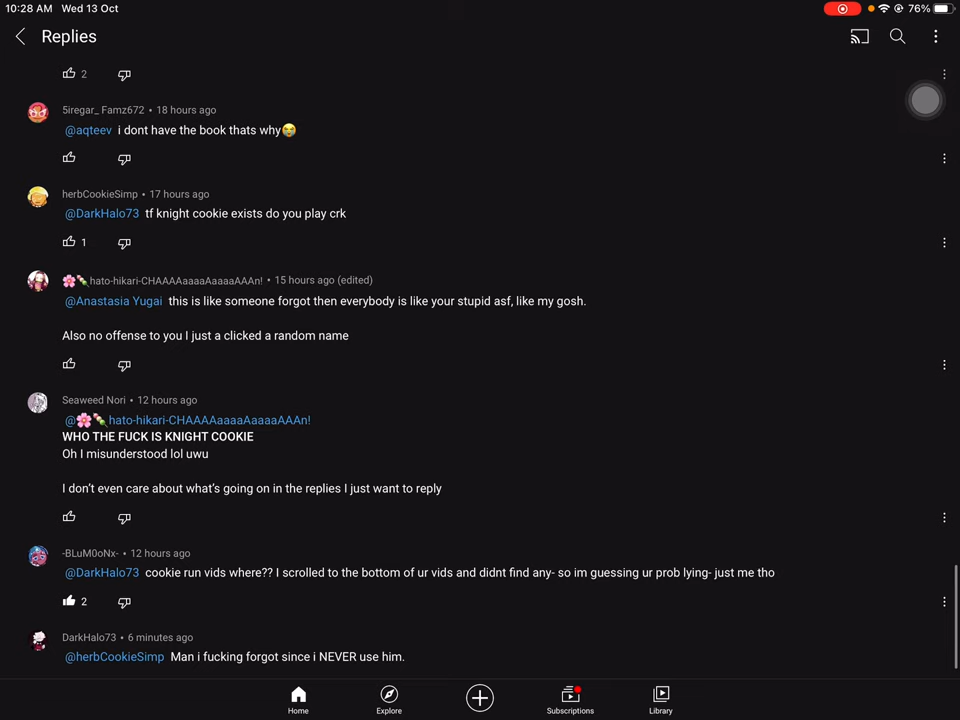 10:28 AM Wed 13 Oct
76%
Replies
2
5iregar_ Famz672 • 18 hours ago
@aqteev i dont have the book thats why😭
herbCookieSimp • 17 hours ago
@DarkHalo73 tf knight cookie exists do you play crk
1
🌸🍡hato-hikari-CHAAAAaaaaAaaaaAAAn! • 15 hours ago (edited)
@Anastasia Yugai this is like someone forgot then everybody is like your stupid asf, like my gosh.
Also no offense to you I just a clicked a random name
Seaweed Nori • 12 hours ago
@🌸🍡hato-hikari-CHAAAAaaaaAaaaaAAAn!
WHO THE FUCK IS KNIGHT COOKIE
Oh I misunderstood lol uwu
I don’t even care about what’s going on in the replies I just want to reply
-BLuM0oNx- • 12 hours ago
@DarkHalo73 cookie run vids where?? I scrolled to the bottom of ur vids and didnt find any- so im guessing ur prob lying- just me tho
2
DarkHalo73 • 6 minutes ago
@herbCookieSimp Man i fucking forgot since i NEVER use him.
Home
Explore
Subscriptions
Library